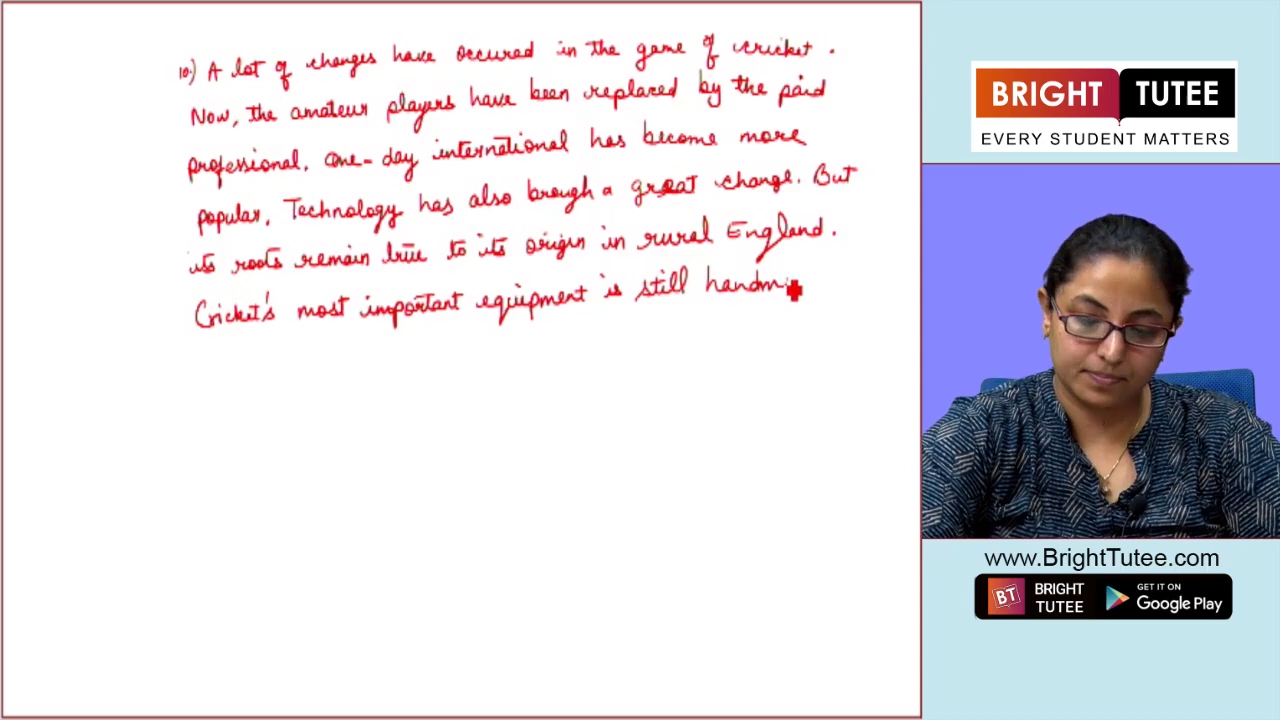 10.) A lot of changes have occured in the game of cricket.
Now, the amateur players have been replaced by the paid
professional. One-day international has become more
popular. Technology has also brough a great change. But
its roots remain true to its origin in rural England.
Cricket's most important equipment is still handm
BRIGHT TUTEE
EVERY STUDENT MATTERS
www.BrightTutee.com
BT
BRIGHT
TUTEE
GET IT ON
Google Play